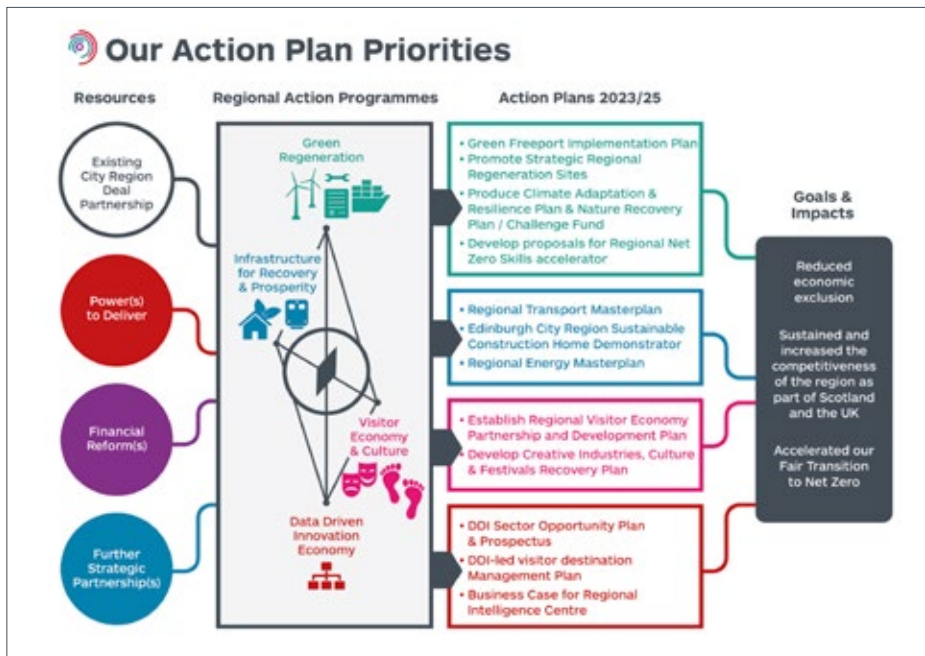 Our Action Plan Priorities
Resources
Regional Action Programmes
Action Plans 2023/25
Existing
City Region
Deal
Partnership
Power(s)
to Deliver
Financial
Reform(s)
Further
Strategic
Partnership(s)
Green
Regeneration
Infrastructure
for Recovery
& Prosperity
Visitor
Economy
& Culture
Data Driven
Innovation
Economy
• Green Freeport Implementation Plan
• Promote Strategic Regional
Regeneration Sites
• Produce Climate Adaptation &
Resilience Plan & Nature Recovery
Plan / Challenge Fund
• Develop proposals for Regional Net
Zero Skills accelerator
• Regional Transport Masterplan
• Edinburgh City Region Sustainable
Construction Home Demonstrator
• Regional Energy Masterplan
• Establish Regional Visitor Economy
Partnership and Development Plan
• Develop Creative Industries, Culture
& Festivals Recovery Plan
• DDI Sector Opportunity Plan
& Prospectus
• DDI-led visitor destination
Management Plan
• Business Case for Regional
Intelligence Centre
Goals &
Impacts
Reduced
economic
exclusion
Sustained and
increased the
competitiveness
of the region as
part of Scotland
and the UK
Accelerated our
Fair Transition
to Net Zero